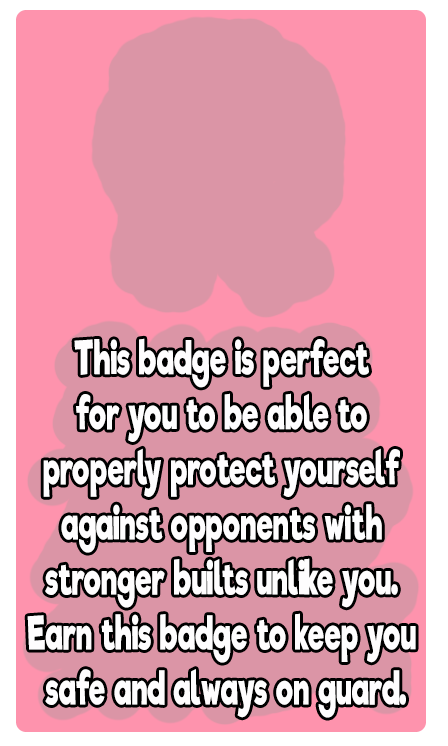 This badge is perfect
for you to be able to
properly protect yourself
against opponents with
stronger builts unlike you.
Earn this badge to keep you
safe and always on guard.